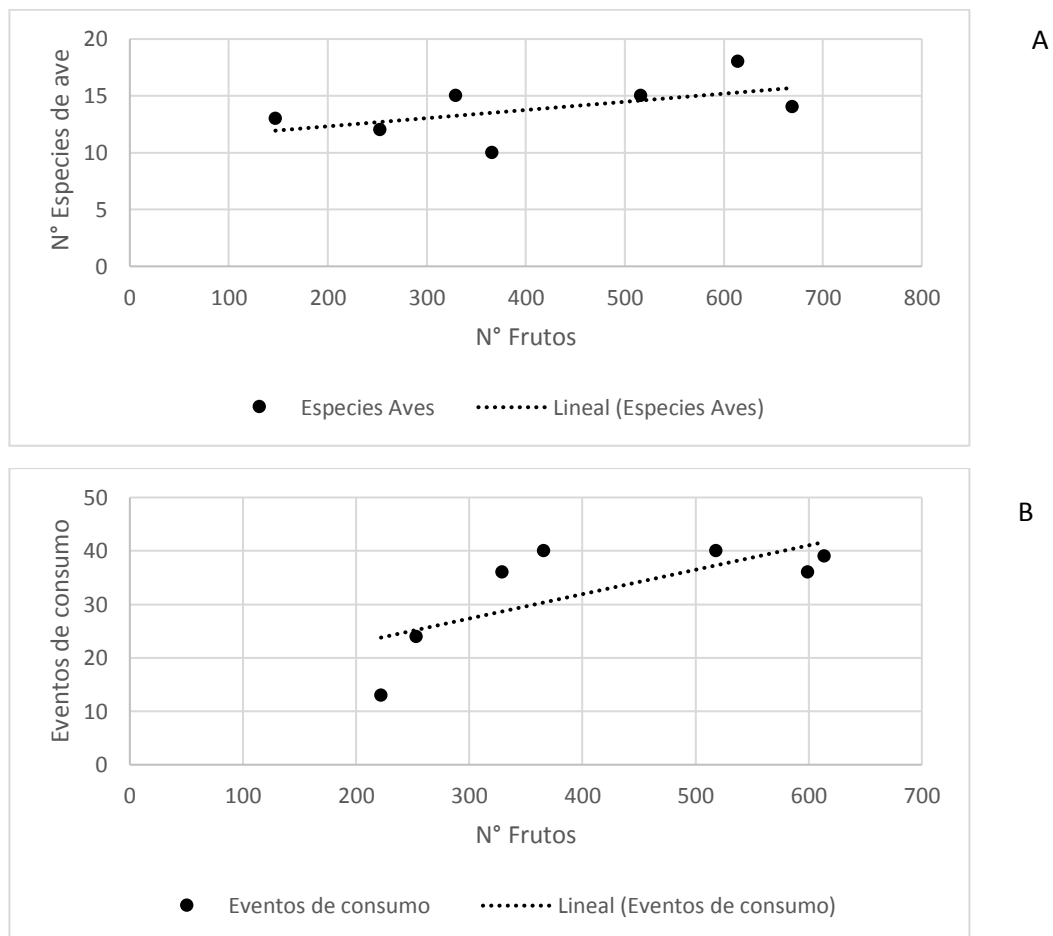 A
20
15
10
5
0
N° Especies de ave
0 100 200 300 400 500 600 700 800
N° Frutos
Especies Aves Lineal (Especies Aves)
B
50
40
30
20
10
0
Eventos de consumo
0 100 200 300 400 500 600 700
N° Frutos
Eventos de consumo Lineal (Eventos de consumo)